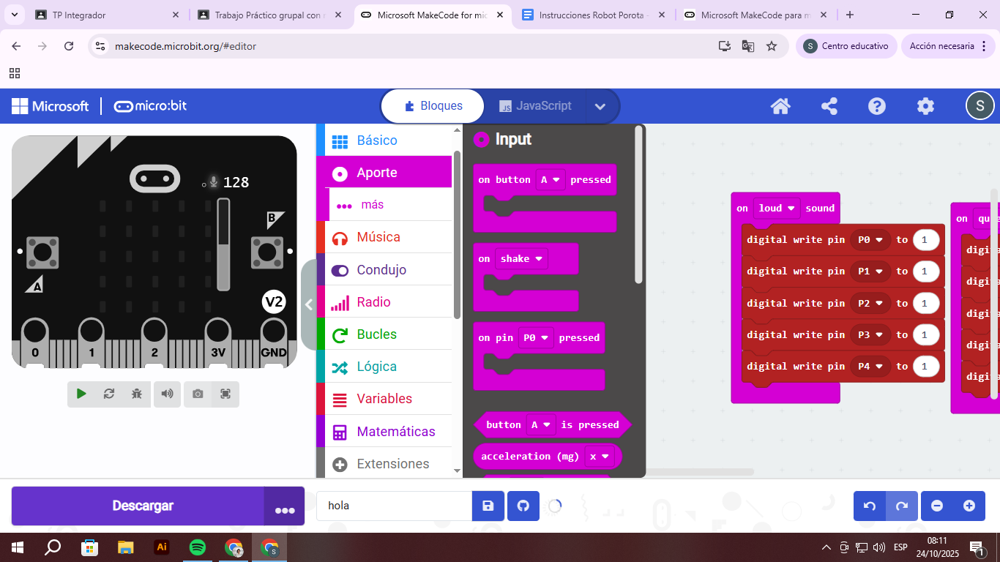 TP Integrador
Trabajo Práctico grupal con r
Microsoft MakeCode for mic
Instrucciones Robot Porota -
Microsoft MakeCode para m
makecode.microbit.org/#editor
S Centro educativo
Acción necesaria
Microsoft
micro:bit
Bloques
JS JavaScript
S
128
B
A
V2
0 1 2 3V GND
Básico
Aporte
más
Música
Condujo
Radio
Bucles
Lógica
Variables
Matemáticas
Extensiones
Input
on button A pressed
on shake
on pin P0 pressed
button A is pressed
acceleration (mg) x
on loud sound
digital write pin P0 to 1
digital write pin P1 to 1
digital write pin P2 to 1
digital write pin P3 to 1
digital write pin P4 to 1
on qu
digi
digi
digi
digi
digi
Descargar
hola
Ai
S
ESP
08:11
24/10/2025
1